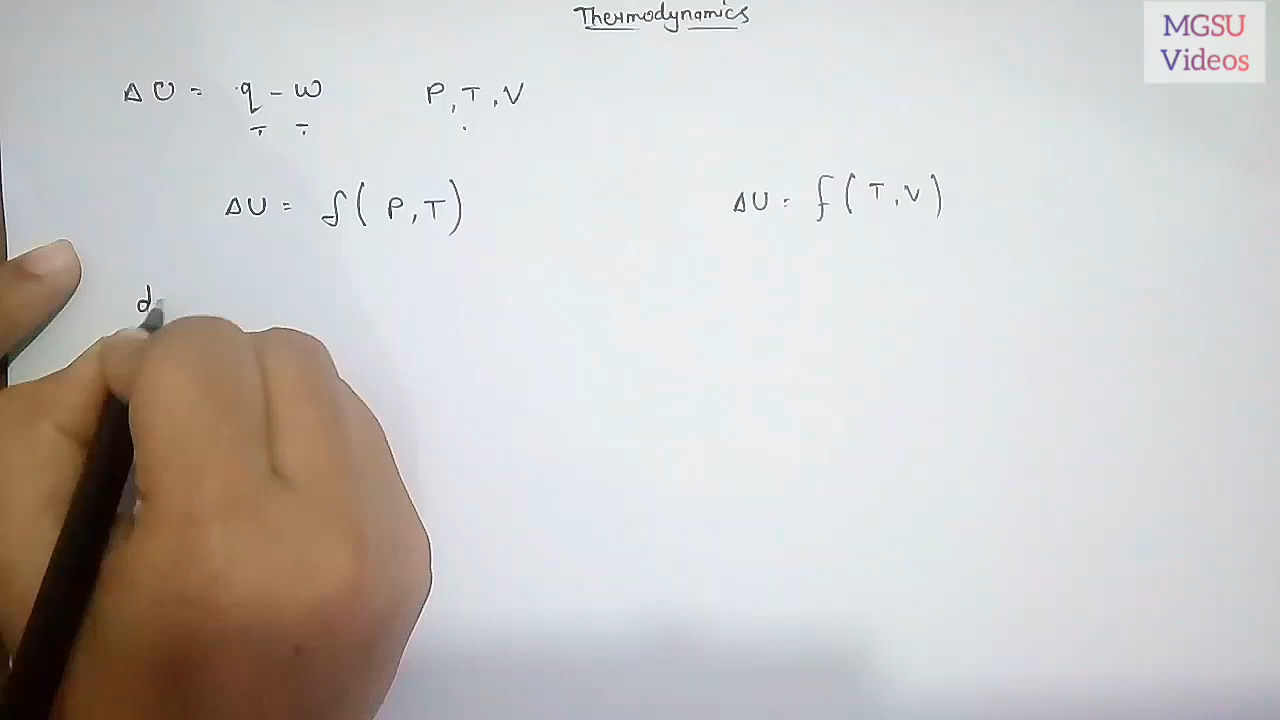 Thermodynamics
MGSU
Videos
ΔU = q - w P, T, V
ΔU = f( P, T)
ΔU = f( T, V)
d